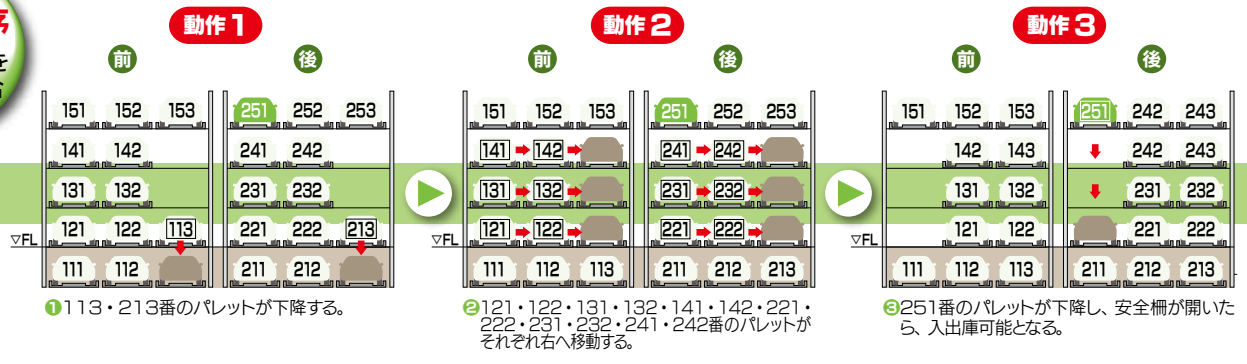 序
を
合
動作1
動作2
動作3
前 後
前 後
前 後
151 152 153 251 252 253
141 142 241 242
131 132 231 232
121 122 113 221 222 213
▽FL
111 112 211 212
151 152 153 251 252 253
141 142 241 242
131 132 231 232
121 122 221 222
▽FL
111 112 113 211 212 213
151 152 153 251 242 243
142 143 242 243
131 132 231 232
121 122 221 222
▽FL
111 112 113 211 212 213
❶113・213番のパレットが下降する。
❷121・122・131・132・141・142・221・
222・231・232・241・242番のパレットが
それぞれ右へ移動する。
❸251番のパレットが下降し、安全柵が開いた
ら、入出庫可能となる。